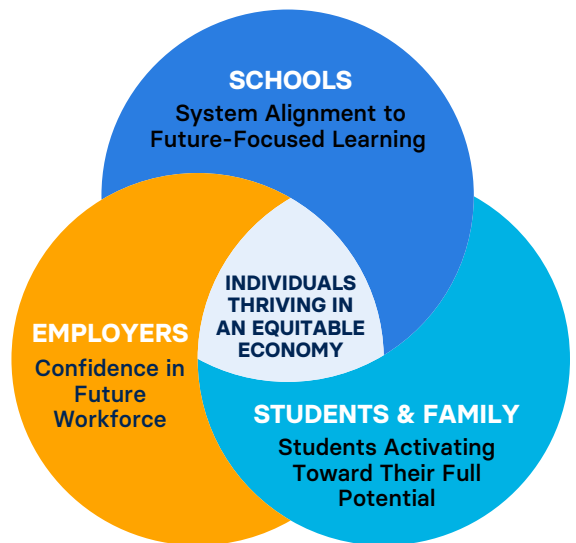 SCHOOLS
System Alignment to
Future-Focused Learning
INDIVIDUALS
THRIVING IN
AN EQUITABLE
ECONOMY
EMPLOYERS
Confidence in
Future
Workforce
STUDENTS & FAMILY
Students Activating
Toward Their Full
Potential